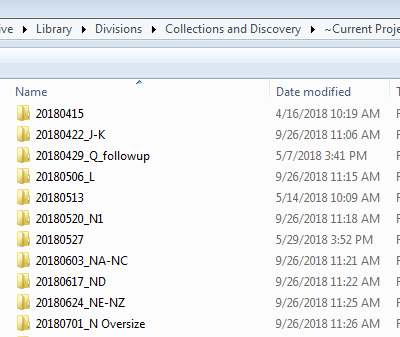 ive ▸ Library ▸ Divisions ▸ Collections and Discovery ▸ ~Current Proje
Name Date modified
20180415 4/16/2018 10:19 AM
20180422_J-K 9/26/2018 11:06 AM
20180429_Q_followup 5/7/2018 3:41 PM
20180506_L 9/26/2018 11:15 AM
20180513 5/14/2018 10:09 AM
20180520_N1 9/26/2018 11:18 AM
20180527 5/29/2018 3:52 PM
20180603_NA-NC 9/26/2018 11:21 AM
20180617_ND 9/26/2018 11:22 AM
20180624_NE-NZ 9/26/2018 11:25 AM
20180701_N Oversize 9/26/2018 11:26 AM